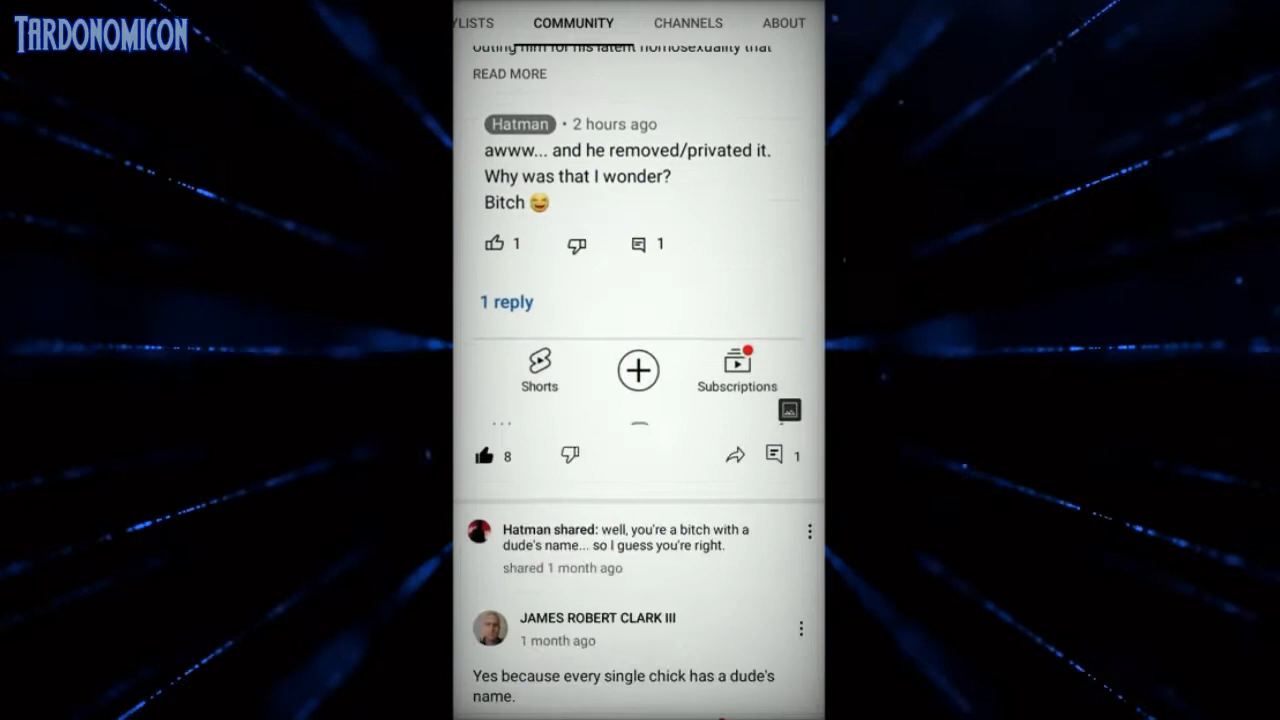 TARDONOMICON
YLISTS COMMUNITY CHANNELS ABOUT
outing him for his latent homosexuality that
READ MORE
Hatman • 2 hours ago
awww... and he removed/privated it.
Why was that I wonder?
Bitch 😅
1 1
1 reply
Shorts Subscriptions
8 1
Hatman shared: well, you're a bitch with a
dude's name... so I guess you're right.
shared 1 month ago
JAMES ROBERT CLARK III
1 month ago
Yes because every single chick has a dude's
name.